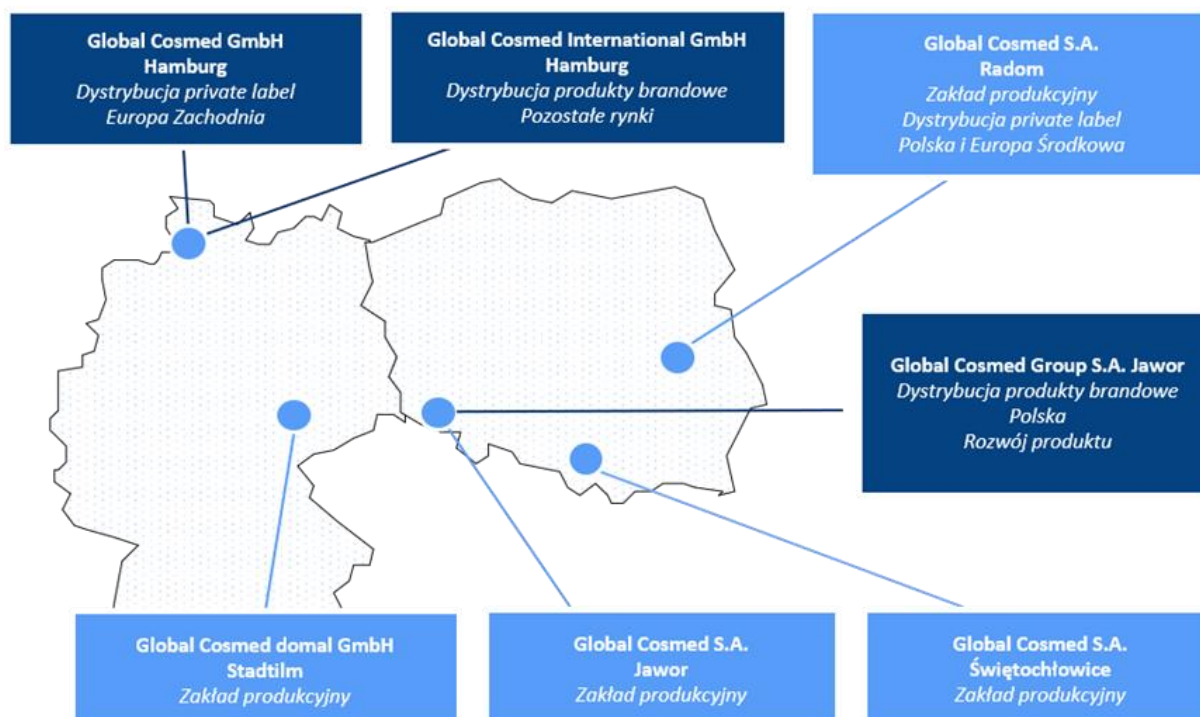 Global Cosmed GmbH
Hamburg
Dystrybucja private label
Europa Zachodnia
Global Cosmed International GmbH
Hamburg
Dystrybucja produkty brandowe
Pozostałe rynki
Global Cosmed S.A.
Radom
Zakład produkcyjny
Dystrybucja private label
Polska i Europa Środkowa
Global Cosmed Group S.A. Jawor
Dystrybucja produkty brandowe
Polska
Rozwój produktu
Global Cosmed domal GmbH
Stadtilm
Zakład produkcyjny
Global Cosmed S.A.
Jawor
Zakład produkcyjny
Global Cosmed S.A.
Świętochłowice
Zakład produkcyjny